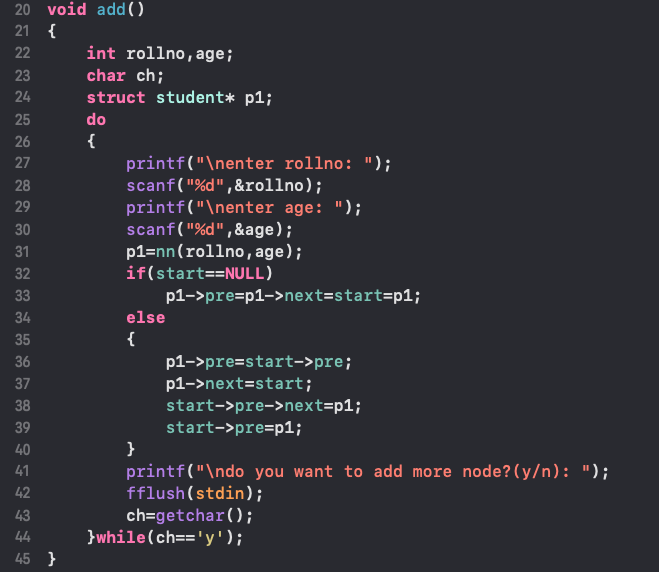 20 void add()
21 {
22     int rollno,age;
23     char ch;
24     struct student* p1;
25     do
26     {
27         printf("\nenter rollno: ");
28         scanf("%d",&rollno);
29         printf("\nenter age: ");
30         scanf("%d",&age);
31         p1=nn(rollno,age);
32         if(start==NULL)
33             p1->pre=p1->next=start=p1;
34         else
35         {
36             p1->pre=start->pre;
37             p1->next=start;
38             start->pre->next=p1;
39             start->pre=p1;
40         }
41         printf("\ndo you want to add more node?(y/n): ");
42         fflush(stdin);
43         ch=getchar();
44     }while(ch=='y');
45 }